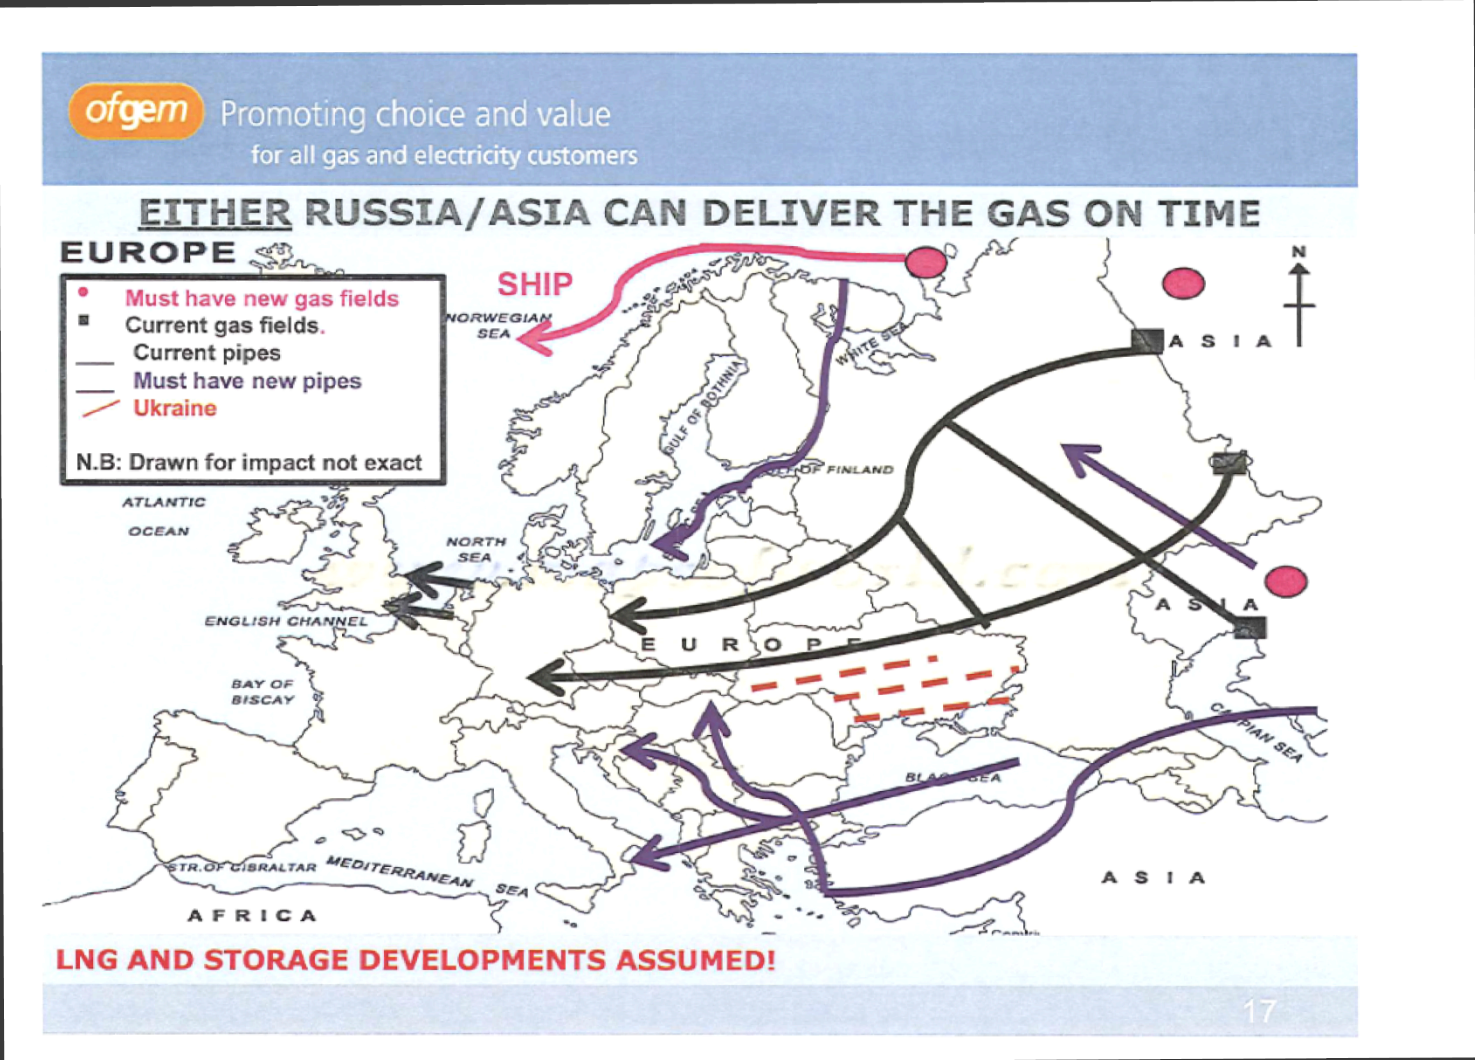 ofgem Promoting choice and value
for all gas and electricity customers
EITHER RUSSIA/ASIA CAN DELIVER THE GAS ON TIME
EUROPE
Must have new gas fields
Current gas fields.
Current pipes
Must have new pipes
Ukraine
N.B: Drawn for impact not exact
SHIP
NORWEGIAN
SEA
N
ASIA
WHITE SEA
GULF OF BOTHNIA
OF FINLAND
ATLANTIC
OCEAN
NORTH
SEA
ENGLISH CHANNEL
ASIA
EUROPE
BAY OF
BISCAY
CASPIAN SEA
BLACK SEA
STR.OF GIBRALTAR
MEDITERRANEAN SEA
ASIA
AFRICA
LNG AND STORAGE DEVELOPMENTS ASSUMED!
17